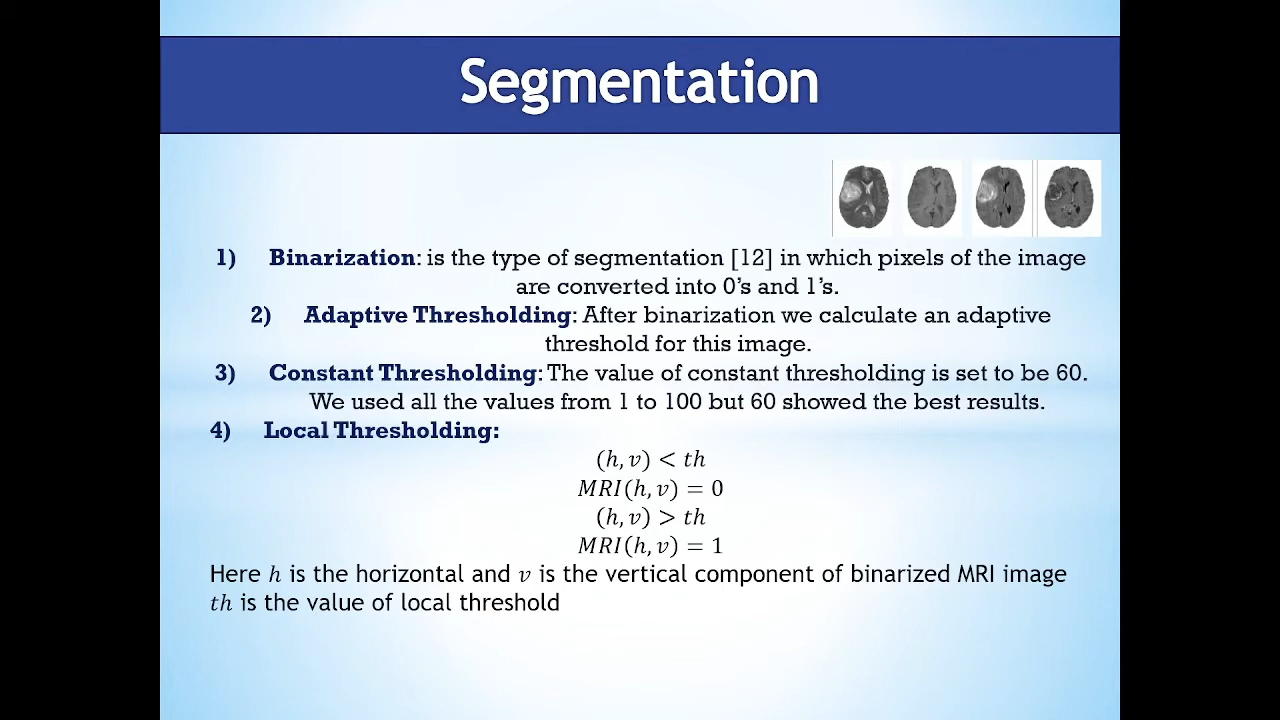 Segmentation
1) Binarization: is the type of segmentation [12] in which pixels of the image
are converted into 0’s and 1’s.
2) Adaptive Thresholding: After binarization we calculate an adaptive
threshold for this image.
3) Constant Thresholding: The value of constant thresholding is set to be 60.
We used all the values from 1 to 100 but 60 showed the best results.
4) Local Thresholding:
(h, v) < th
MRI(h, v) = 0
(h, v) > th
MRI(h, v) = 1
Here h is the horizontal and v is the vertical component of binarized MRI image
th is the value of local threshold